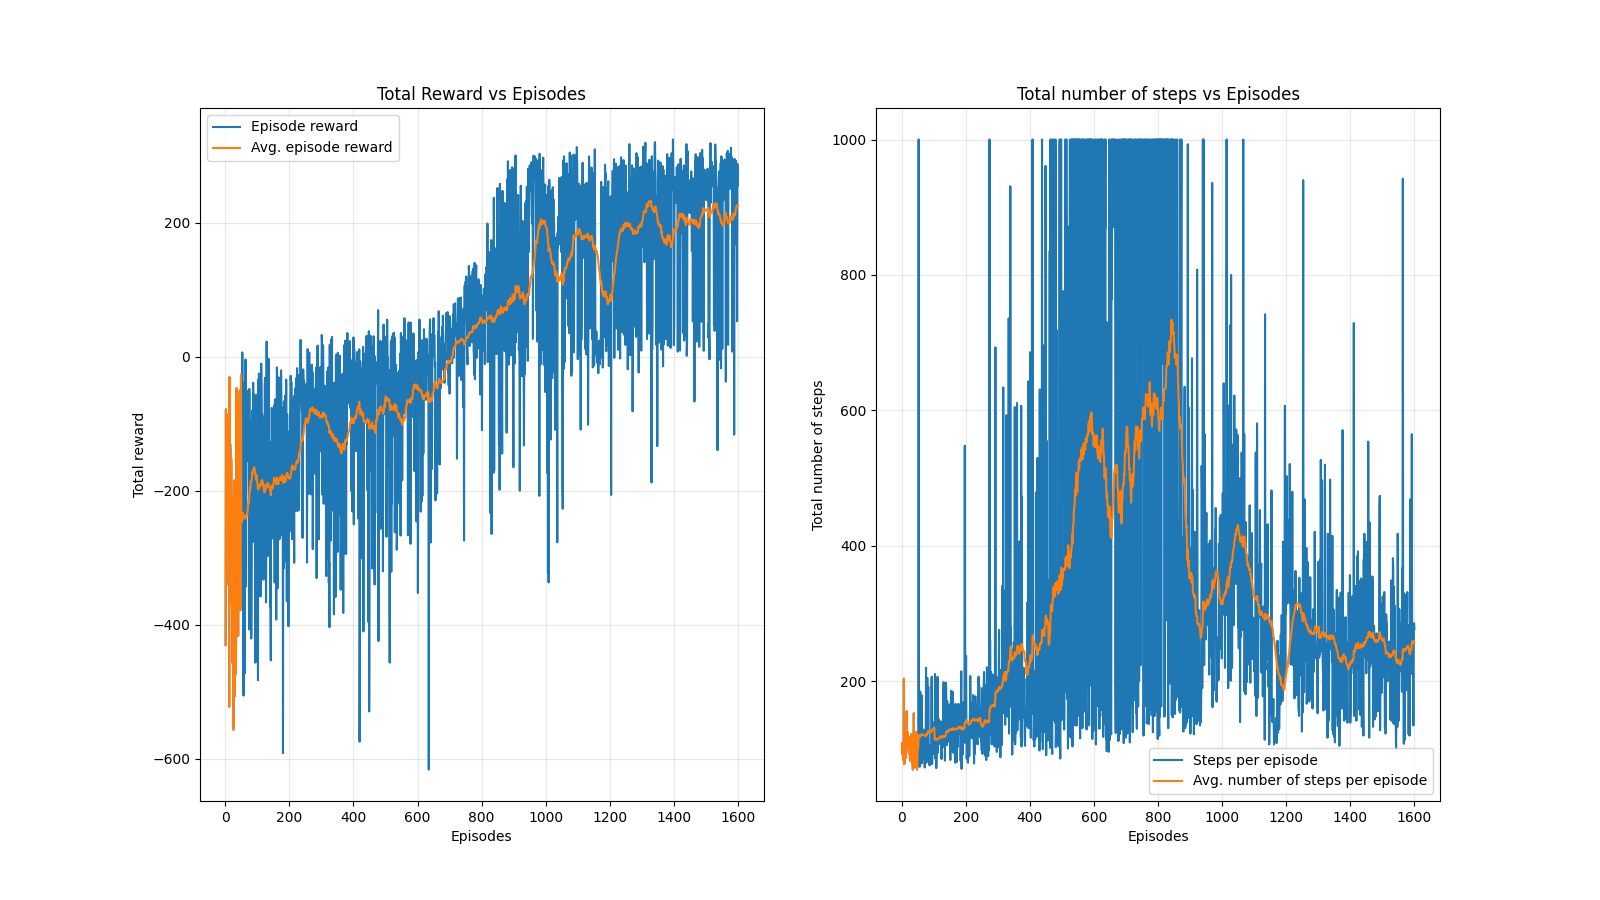 Total Reward vs Episodes
Episode reward
Avg. episode reward
200
0
−200
−400
−600
Total reward
0 200 400 600 800 1000 1200 1400 1600
Episodes
Total number of steps vs Episodes
1000
800
600
400
200
Total number of steps
Steps per episode
Avg. number of steps per episode
0 200 400 600 800 1000 1200 1400 1600
Episodes